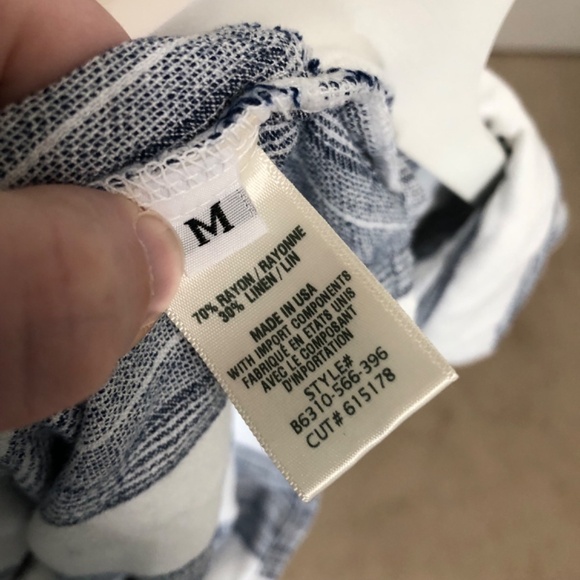 M
70% RAYON/RAYONNE
30% LINEN/LIN
MADE IN USA
WITH IMPORT COMPONENTS
FABRIQUE EN ETATS UNIS
AVEC LE COMPOSANT
D'IMPORTATION
STYLE#
B6310-566-396
CUT# 615178